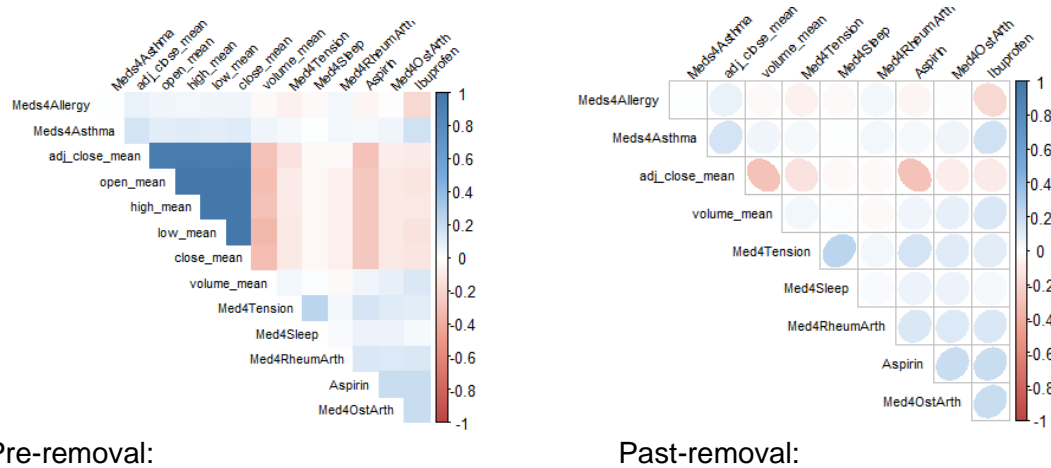 Meds4Asthma
adj_cbse_mean
open_mean
high_mean
low_mean
close_mean
volume_mean
Med4Tension
Med4Sleep
Med4RheumArth
Aspirin
Med4OstArth
Ibuprofen
Meds4Allergy
Meds4Asthma
adj_close_mean
open_mean
high_mean
low_mean
close_mean
volume_mean
Med4Tension
Med4Sleep
Med4RheumArth
Aspirin
Med4OstArth
1
0.8
0.6
0.4
0.2
0
-0.2
-0.4
-0.6
-0.8
-1
Pre-removal:
Meds4Asthma
adj_cbse_mean
volume_mean
Med4Tension
Med4Sleep
Med4RheumArth
Aspirin
Med4OstArth
Ibuprofen
Meds4Allergy
Meds4Asthma
adj_close_mean
volume_mean
Med4Tension
Med4Sleep
Med4RheumArth
Aspirin
Med4OstArth
1
0.8
0.6
0.4
0.2
0
-0.2
-0.4
-0.6
-0.8
-1
Past-removal: